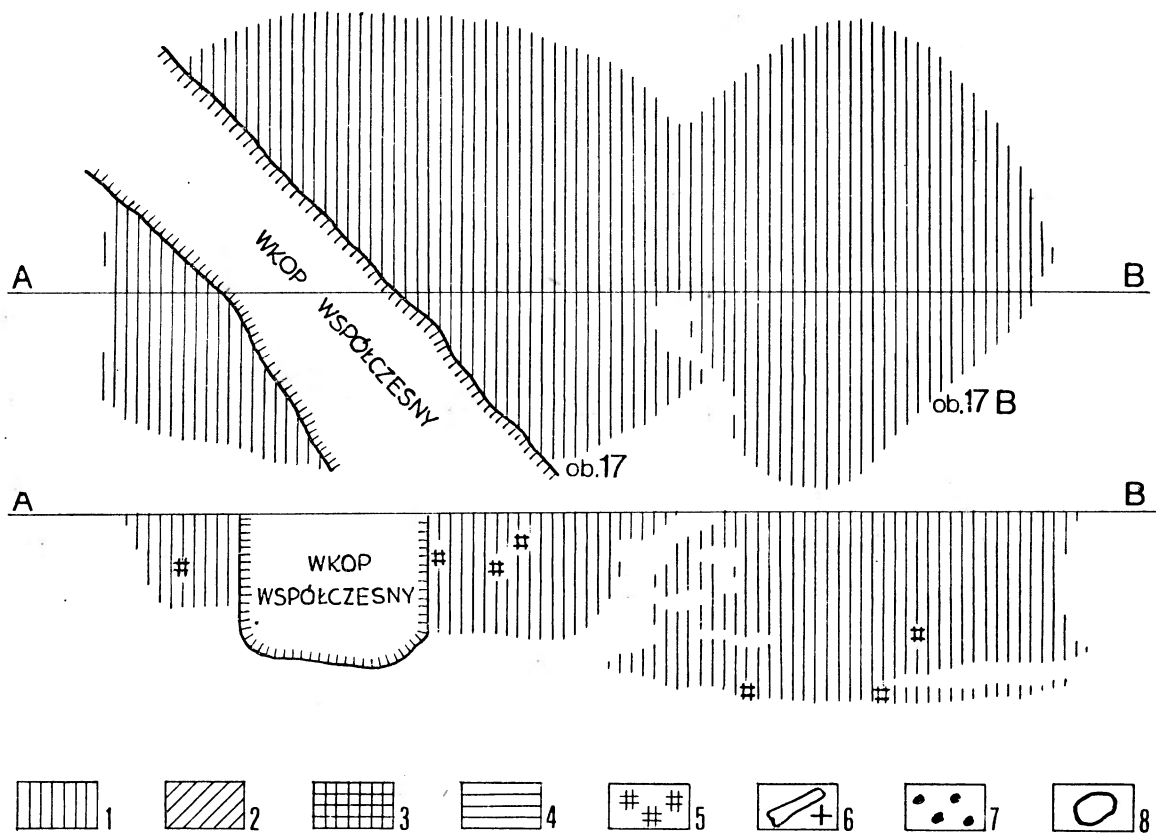 A B
WKOP
WSPÓŁCZESNY
ob.17 B
ob.17
A B
WKOP
WSPÓŁCZESNY
1 2 3 4 5 6 7 8